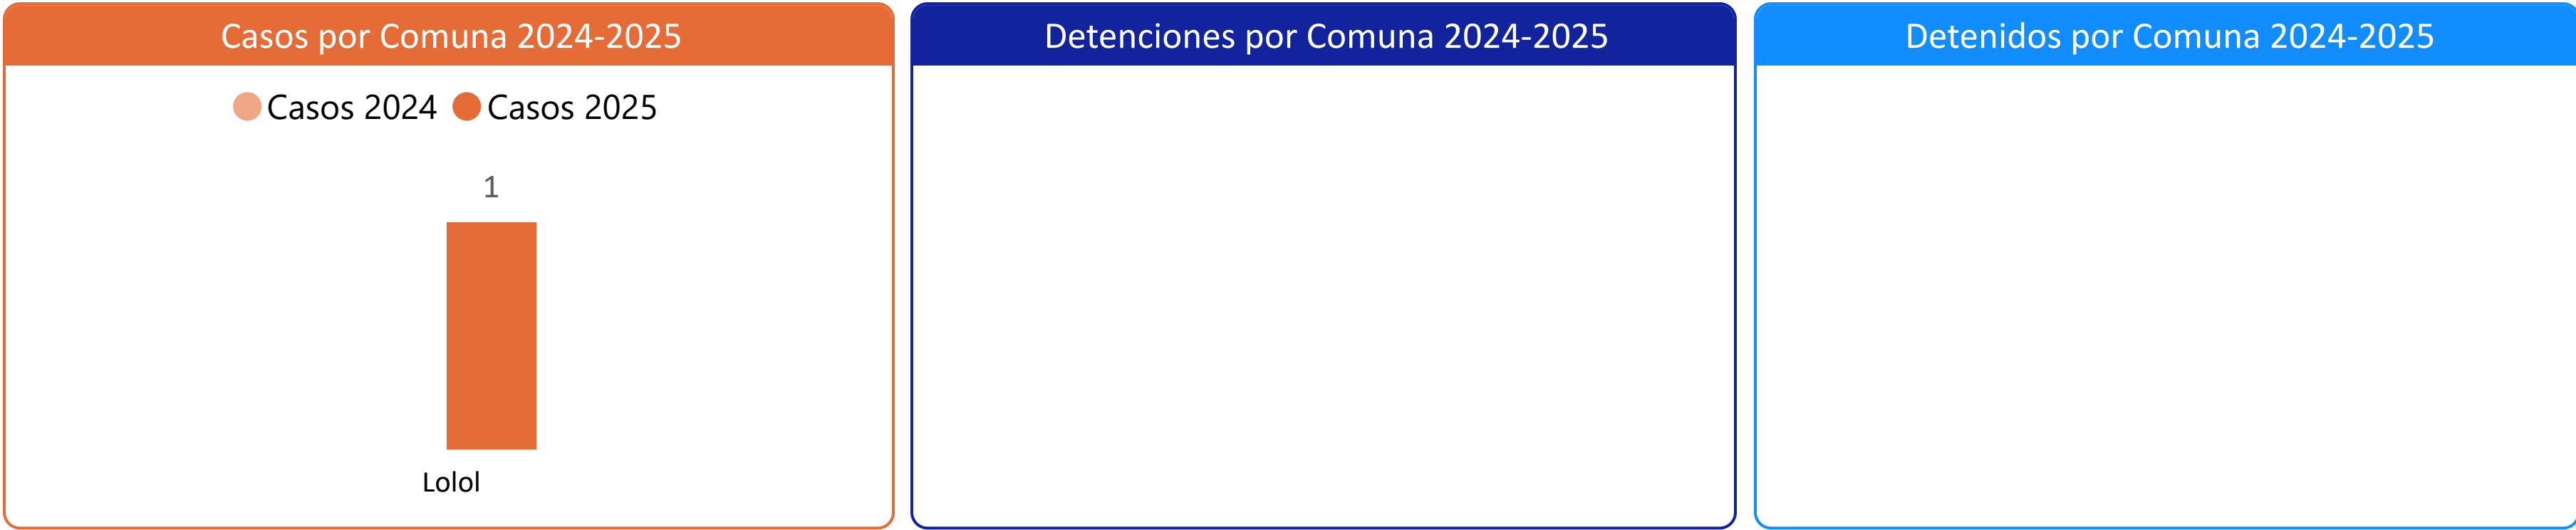 Casos por Comuna 2024-2025
Casos 2024 Casos 2025
1
Lolol
Detenciones por Comuna 2024-2025
Detenidos por Comuna 2024-2025